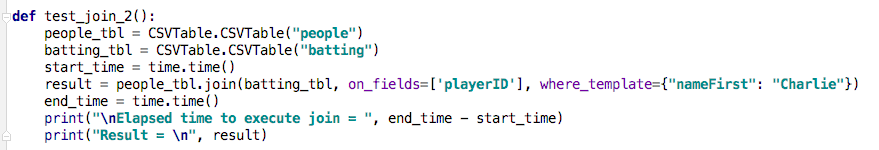 def test_join_2():
    people_tbl = CSVTable.CSVTable("people")
    batting_tbl = CSVTable.CSVTable("batting")
    start_time = time.time()
    result = people_tbl.join(batting_tbl, on_fields=['playerID'], where_template={"nameFirst": "Charlie"})
    end_time = time.time()
    print("\nElapsed time to execute join = ", end_time - start_time)
    print("Result = \n", result)